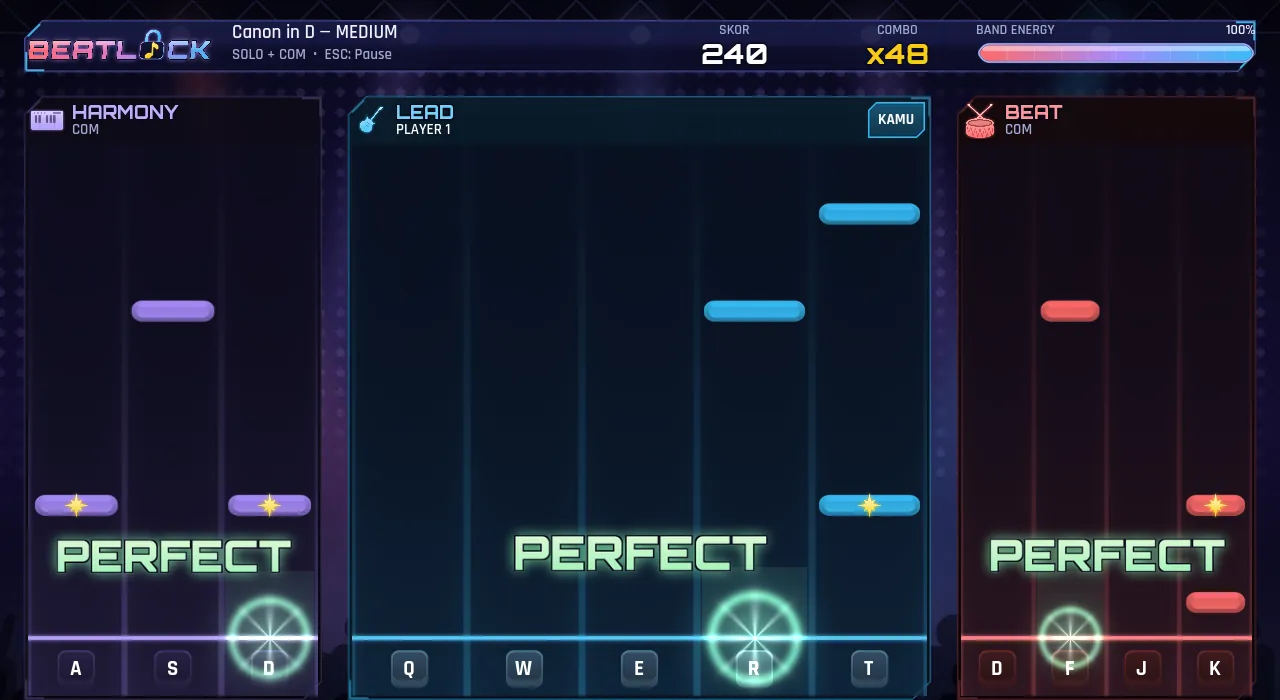 BEATLOCK
Canon in D – MEDIUM
SOLO + COM • ESC: Pause
SKOR
240
COMBO
x48
BAND ENERGY
100%
HARMONY
COM
LEAD
PLAYER 1
KAMU
BEAT
COM
PERFECT
PERFECT
PERFECT
A S D
Q W E R T
D F J K